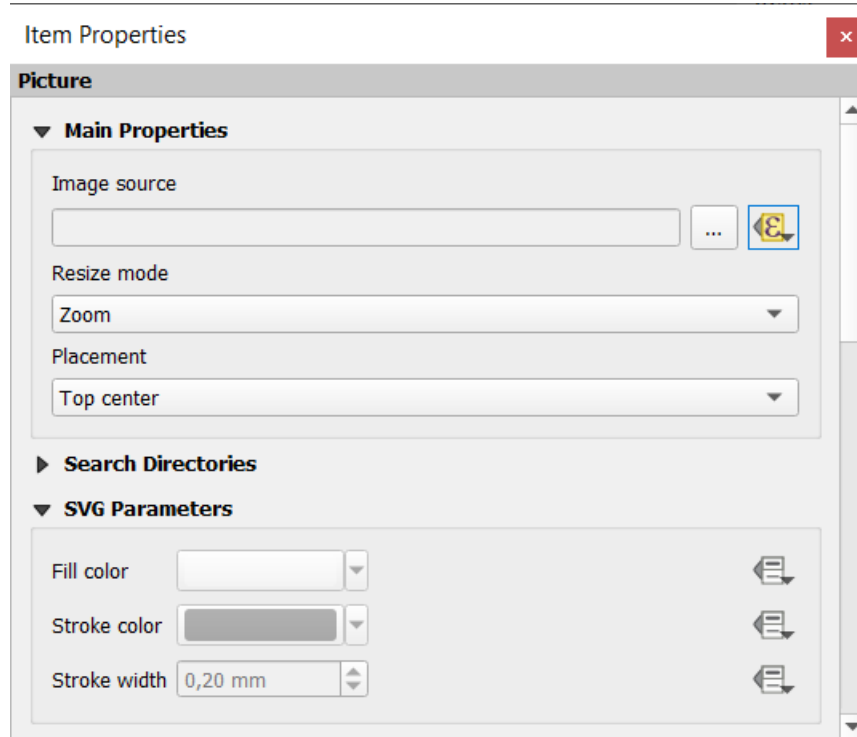 Item Properties
Picture
Main Properties
Image source
...
ε
Resize mode
Zoom
Placement
Top center
Search Directories
SVG Parameters
Fill color
Stroke color
Stroke width 0,20 mm